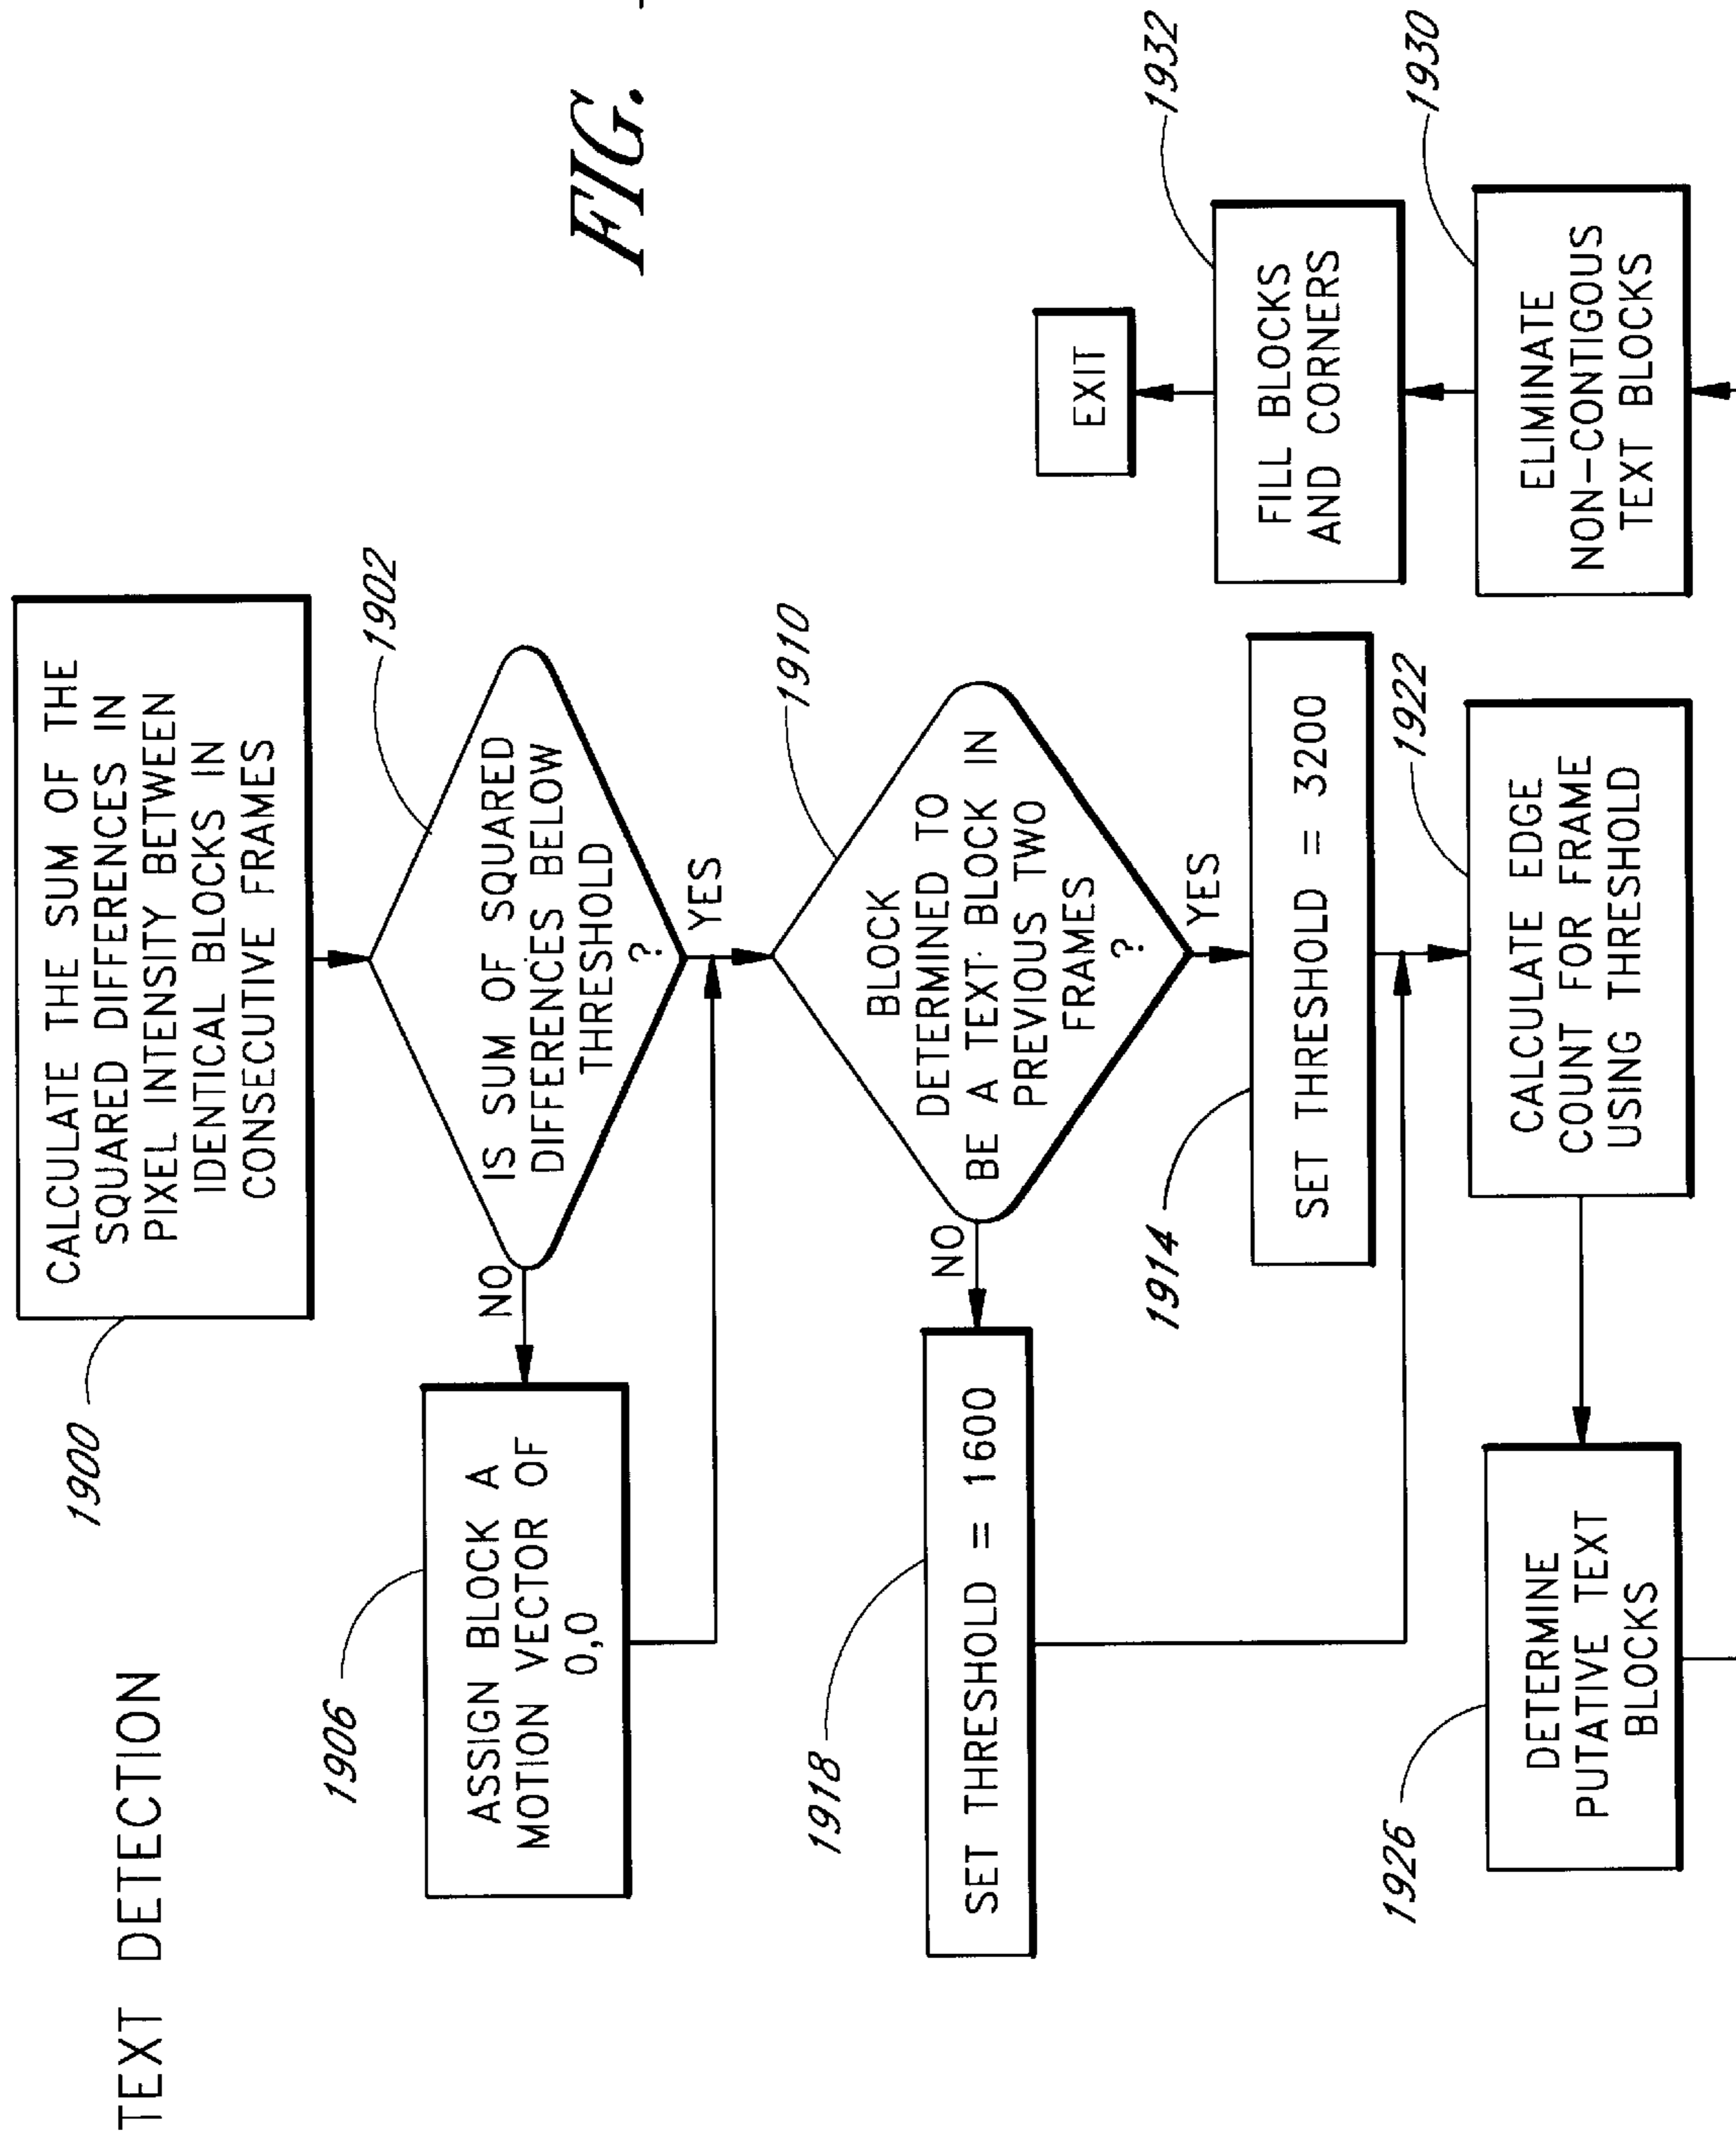 TEXT DETECTION
1900
CALCULATE THE SUM OF THE
SQUARED DIFFERENCES IN
PIXEL INTENSITY BETWEEN
IDENTICAL BLOCKS IN
CONSECUTIVE FRAMES
1902
IS SUM OF SQUARED
DIFFERENCES BELOW
THRESHOLD
?
NO
YES
1906
ASSIGN BLOCK A
MOTION VECTOR OF
0,0
1910
BLOCK
DETERMINED TO
BE A TEXT BLOCK IN
PREVIOUS TWO
FRAMES
?
NO
YES
1918
SET THRESHOLD = 1600
1914
SET THRESHOLD = 3200
1922
CALCULATE EDGE
COUNT FOR FRAME
USING THRESHOLD
1926
DETERMINE
PUTATIVE TEXT
BLOCKS
1930
ELIMINATE
NON-CONTIGOUS
TEXT BLOCKS
1932
FILL BLOCKS
AND CORNERS
EXIT
FIG.